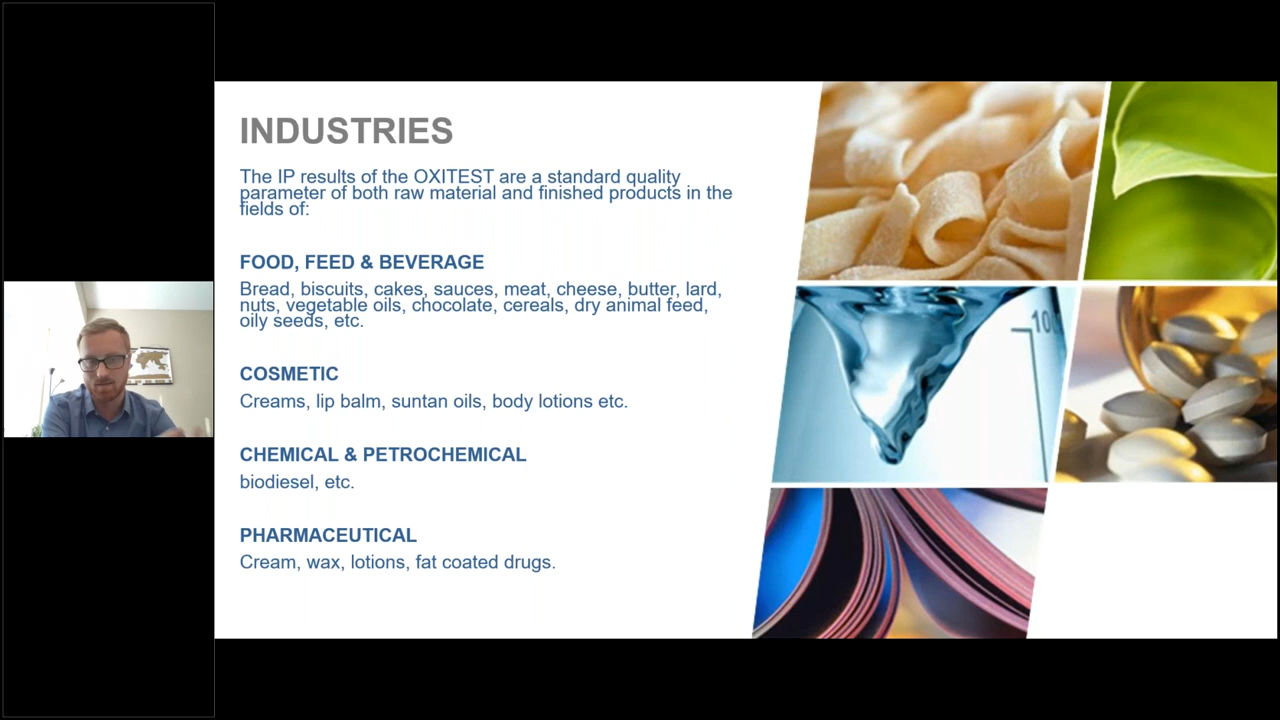 INDUSTRIES
The IP results of the OXITEST are a standard quality
parameter of both raw material and finished products in the
fields of:
FOOD, FEED & BEVERAGE
Bread, biscuits, cakes, sauces, meat, cheese, butter, lard,
nuts, vegetable oils, chocolate, cereals, dry animal feed,
oily seeds, etc.
COSMETIC
Creams, lip balm, suntan oils, body lotions etc.
CHEMICAL & PETROCHEMICAL
biodiesel, etc.
PHARMACEUTICAL
Cream, wax, lotions, fat coated drugs.